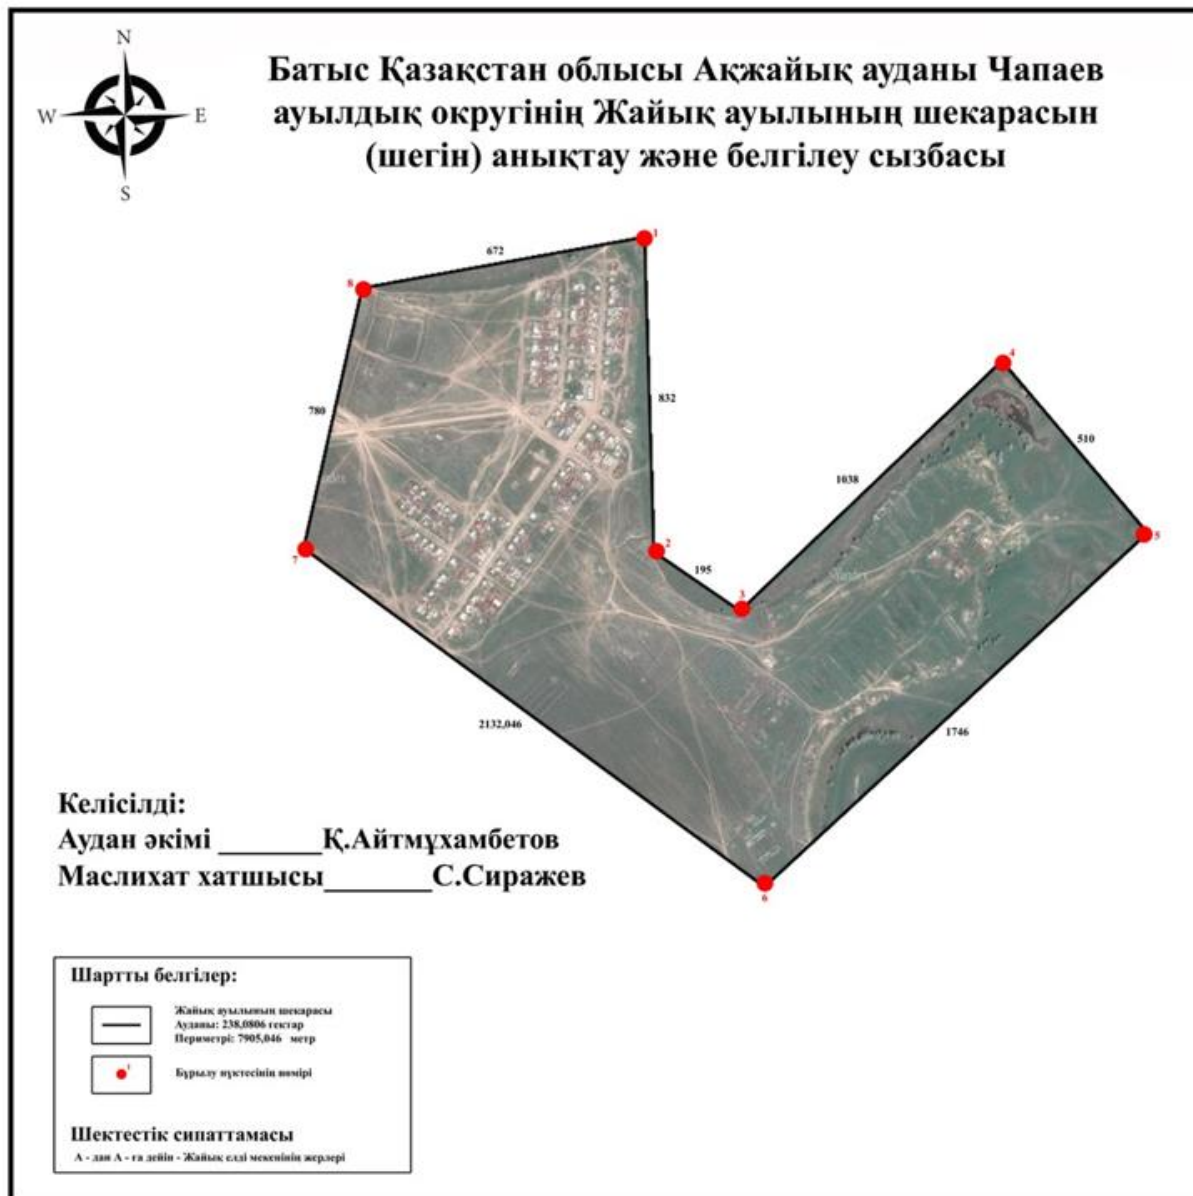 N
W E
S
Батыс Қазақстан облысы Ақжайық ауданы Чапаев
ауылдық округінің Жайық ауылының шекарасын
(шегін) анықтау және белгілеу сызбасы
1
672
8
4
780
832
510
1038
5
2
7
195
3
2132,046
1746
6
Келісілді:
Аудан әкімі _______Қ.Айтмұхамбетов
Маслихат хатшысы_______С.Сиражев
Шартты белгілер:
Жайық ауылының шекарасы
Ауданы: 238,0806 гектар
Периметрі: 7905,046 метр
1
Бұрылу нүктесінің нөмірі
Шектестік сипаттамасы
А - дан А - ға дейін - Жайық елді мекенінің жерлері